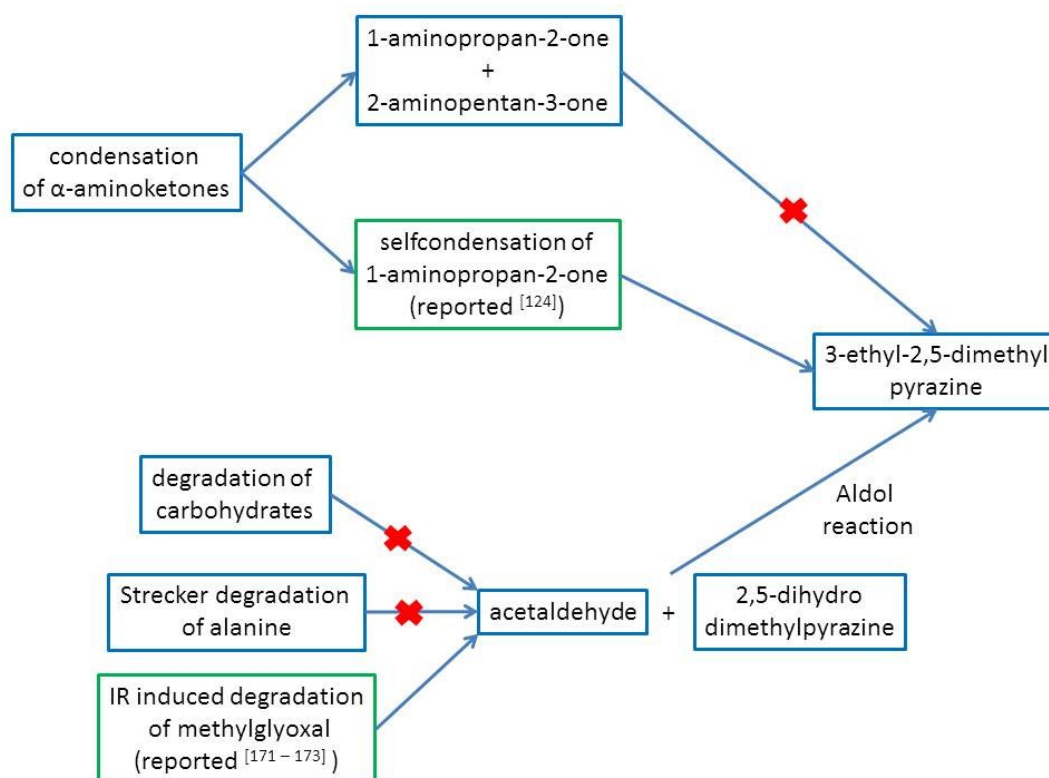 1-aminopropan-2-one
+
2-aminopentan-3-one
condensation
of α-aminoketones
selfcondensation of
1-aminopropan-2-one
(reported [124])
3-ethyl-2,5-dimethyl
pyrazine
degradation of
carbohydrates
Aldol
reaction
Strecker degradation
of alanine
acetaldehyde
+
2,5-dihydro
dimethylpyrazine
IR induced degradation
of methylglyoxal
(reported [171 – 173] )